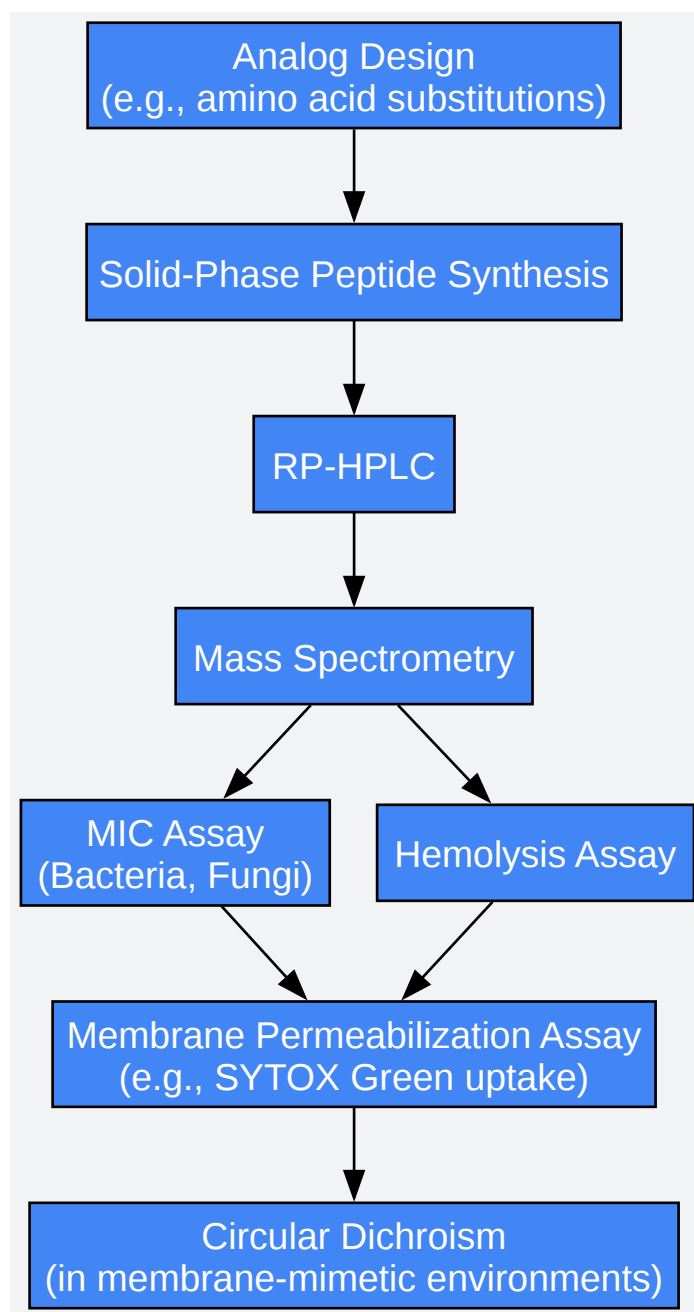 Analog Design
(e.g., amino acid substitutions)
Solid-Phase Peptide Synthesis
RP-HPLC
Mass Spectrometry
MIC Assay
(Bacteria, Fungi)
Hemolysis Assay
Membrane Permeabilization Assay
(e.g., SYTOX Green uptake)
Circular Dichroism
(in membrane-mimetic environments)